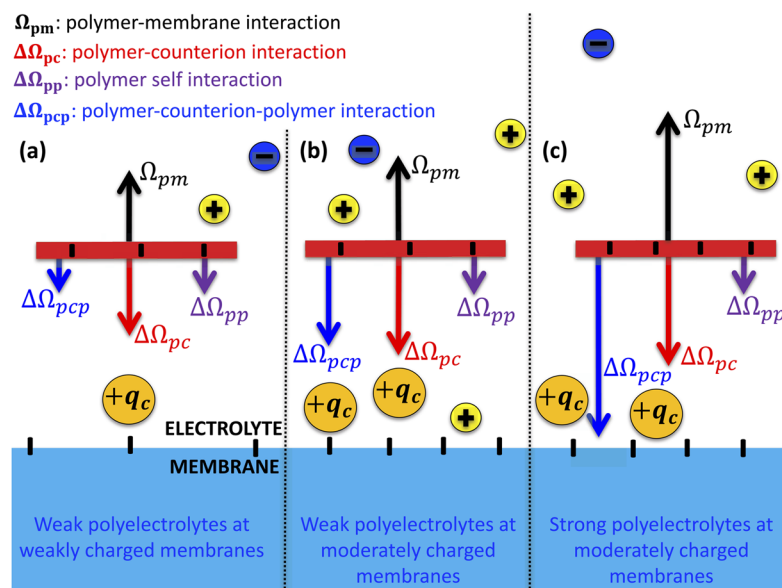 Ωpm: polymer-membrane interaction
ΔΩpc: polymer-counterion interaction
ΔΩpp: polymer self interaction
ΔΩpcp: polymer-counterion-polymer interaction
(a)
Ωpm
+
−
ΔΩpcp
ΔΩpc
ΔΩpp
+qc
ELECTROLYTE
MEMBRANE
Weak polyelectrolytes at
weakly charged membranes
(b)
−
Ωpm
+
+
ΔΩpp
ΔΩpcp
ΔΩpc
+qc
+qc
+
Weak polyelectrolytes at
moderately charged
membranes
−
(c)
Ωpm
+
+
ΔΩpp
ΔΩpc
ΔΩpcp
+qc
+qc
Strong polyelectrolytes at
moderately charged
membranes